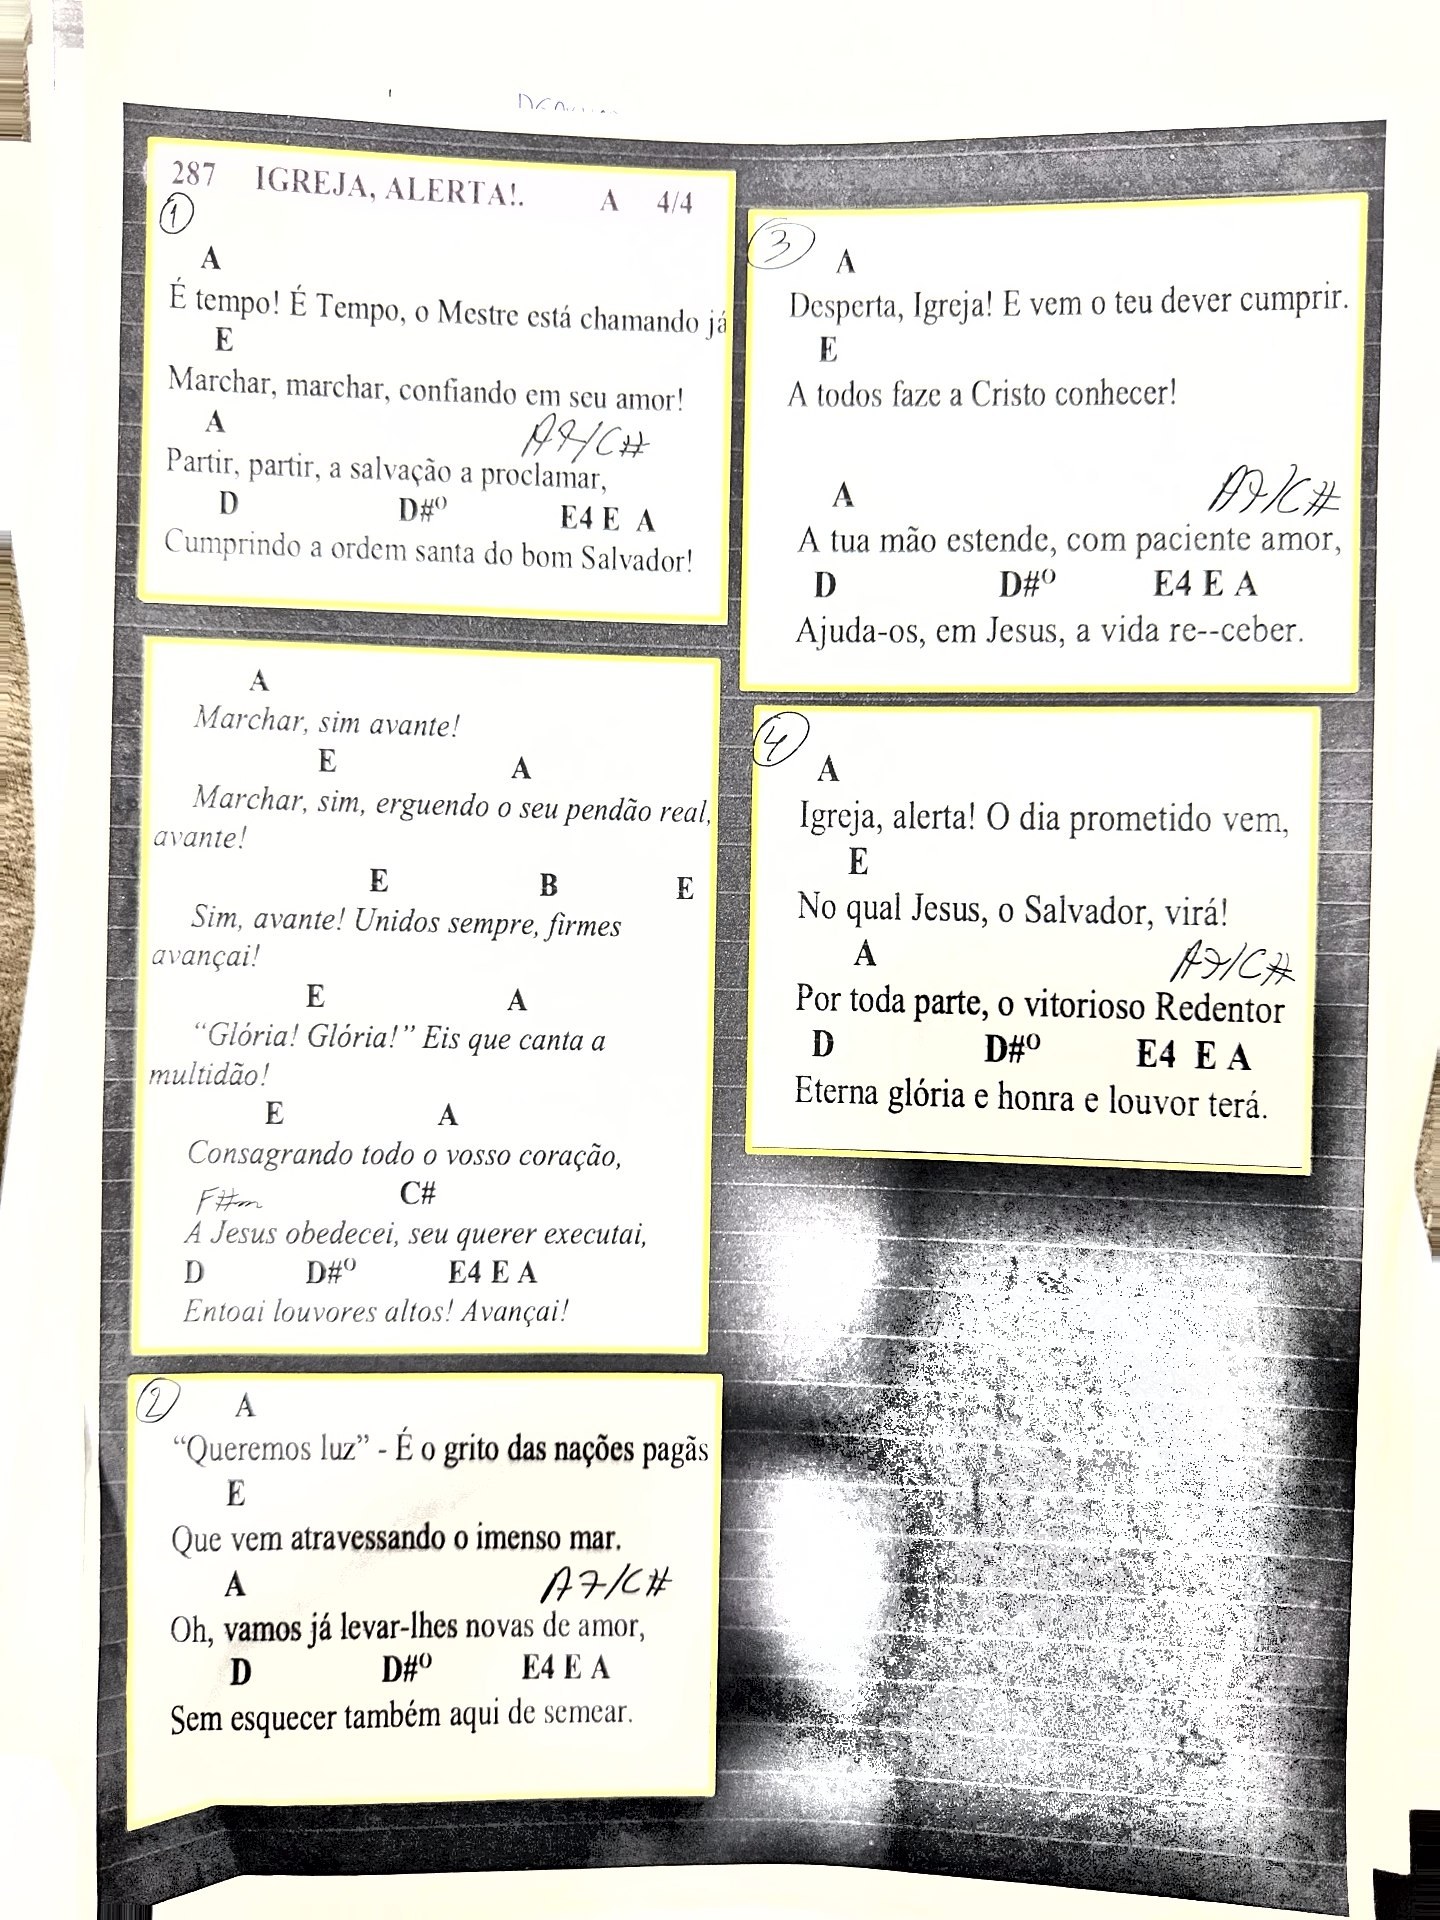 287 IGREJA, ALERTA!. A 4/4
1
A
É tempo! É Tempo, o Mestre está chamando já
E
Marchar, marchar, confiando em seu amor!
A A7/C#
Partir, partir, a salvação a proclamar,
D D#º E4 E A
Cumprindo a ordem santa do bom Salvador!
A
Marchar, sim avante!
E A
Marchar, sim, erguendo o seu pendão real,
avante!
E B E
Sim, avante! Unidos sempre, firmes
avançai!
E A
“Glória! Glória!” Eis que canta a
multidão!
E A
Consagrando todo o vosso coração,
F#m C#
A Jesus obedecei, seu querer executai,
D D#º E4 E A
Entoai louvores altos! Avançai!
2 A
“Queremos luz” - É o grito das nações pagãs
E
Que vem atravessando o imenso mar.
A A7/C#
Oh, vamos já levar-lhes novas de amor,
D D#º E4 E A
Sem esquecer também aqui de semear.
3 A
Desperta, Igreja! E vem o teu dever cumprir.
E
A todos faze a Cristo conhecer!
A A7/C#
A tua mão estende, com paciente amor,
D D#º E4 E A
Ajuda-os, em Jesus, a vida re--ceber.
4 A
Igreja, alerta! O dia prometido vem,
E
No qual Jesus, o Salvador, virá!
A A7/C#
Por toda parte, o vitorioso Redentor
D D#º E4 E A
Eterna glória e honra e louvor terá.